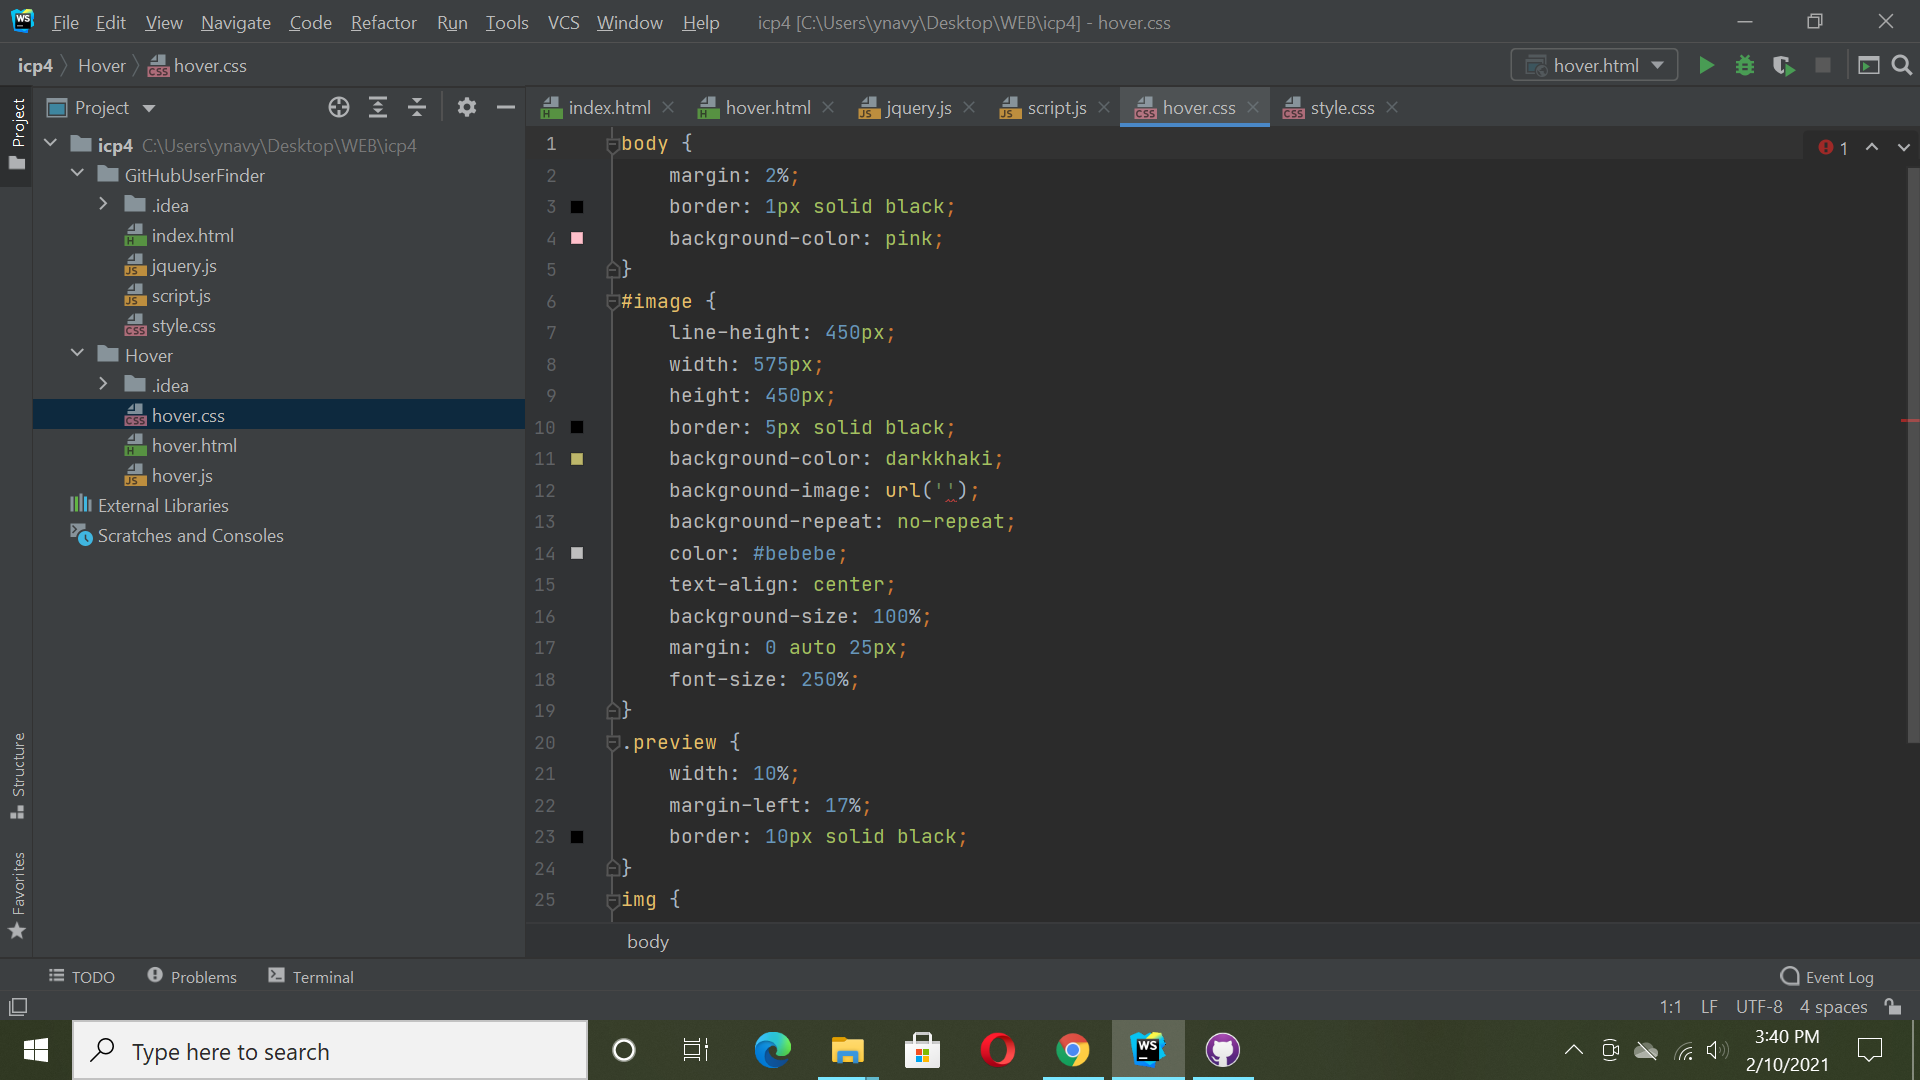 WS File Edit View Navigate Code Refactor Run Tools VCS Window Help icp4 [C:\Users\ynavy\Desktop\WEB\icp4] - hover.css
icp4 Hover hover.css hover.html
Project
Project
index.html hover.html jquery.js script.js hover.css style.css
icp4 C:\Users\ynavy\Desktop\WEB\icp4
GitHubUserFinder
.idea
index.html
jquery.js
script.js
style.css
Hover
.idea
hover.css
hover.html
hover.js
External Libraries
Scratches and Consoles
Structure
Favorites
1 body {
1
2 margin: 2%;
3 border: 1px solid black;
4 background-color: pink;
5 }
6 #image {
7 line-height: 450px;
8 width: 575px;
9 height: 450px;
10 border: 5px solid black;
11 background-color: darkkhaki;
12 background-image: url('');
13 background-repeat: no-repeat;
14 color: #bebebe;
15 text-align: center;
16 background-size: 100%;
17 margin: 0 auto 25px;
18 font-size: 250%;
19 }
20 .preview {
21 width: 10%;
22 margin-left: 17%;
23 border: 10px solid black;
24 }
25 img {
body
TODO Problems Terminal Event Log
1:1 LF UTF-8 4 spaces
Type here to search
WS
3:40 PM
2/10/2021